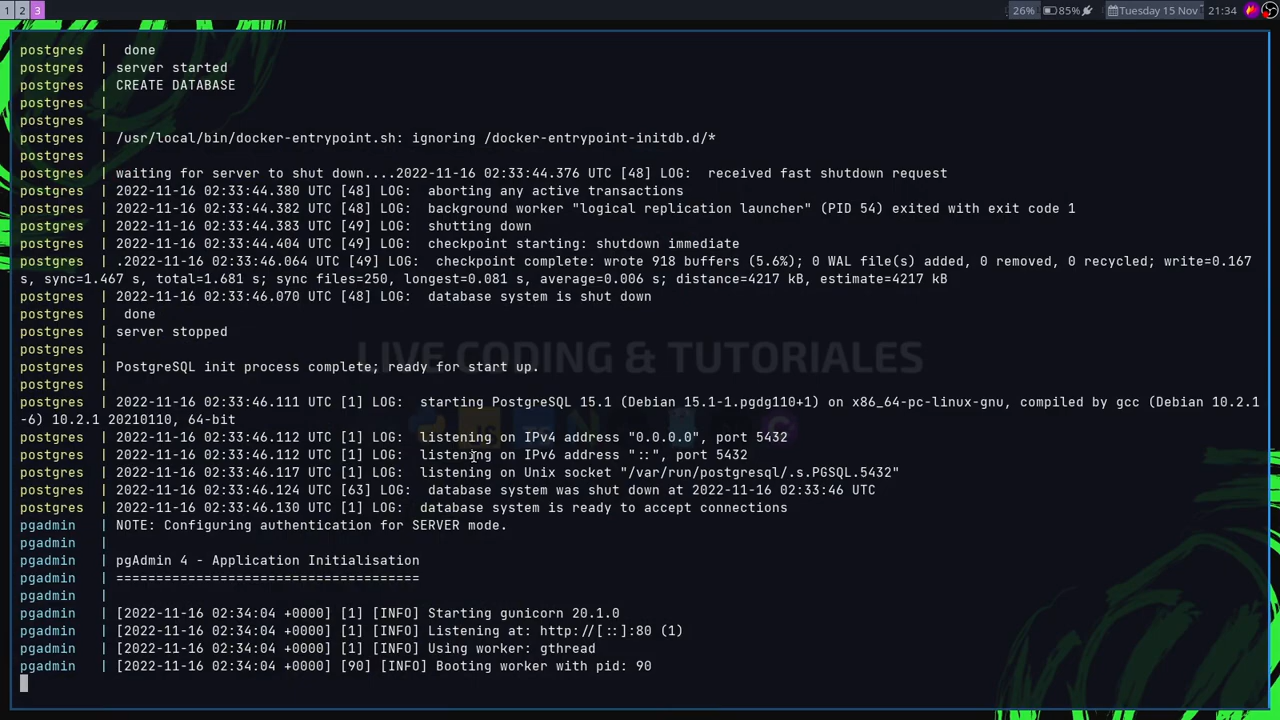 1 2 3 26% 85% Tuesday 15 Nov 21:34
postgres | done
postgres | server started
postgres | CREATE DATABASE
postgres |
postgres |
postgres | /usr/local/bin/docker-entrypoint.sh: ignoring /docker-entrypoint-initdb.d/*
postgres |
postgres | waiting for server to shut down....2022-11-16 02:33:44.376 UTC [48] LOG:  received fast shutdown request
postgres | 2022-11-16 02:33:44.380 UTC [48] LOG:  aborting any active transactions
postgres | 2022-11-16 02:33:44.382 UTC [48] LOG:  background worker "logical replication launcher" (PID 54) exited with exit code 1
postgres | 2022-11-16 02:33:44.383 UTC [49] LOG:  shutting down
postgres | 2022-11-16 02:33:44.404 UTC [49] LOG:  checkpoint starting: shutdown immediate
postgres | .2022-11-16 02:33:46.064 UTC [49] LOG:  checkpoint complete: wrote 918 buffers (5.6%); 0 WAL file(s) added, 0 removed, 0 recycled; write=0.167
s, sync=1.467 s, total=1.681 s; sync files=250, longest=0.081 s, average=0.006 s; distance=4217 kB, estimate=4217 kB
postgres | 2022-11-16 02:33:46.070 UTC [48] LOG:  database system is shut down
postgres | done
postgres | server stopped
postgres |
postgres | PostgreSQL init process complete; ready for start up.
LIVE CODING & TUTORIALES
postgres |
postgres | 2022-11-16 02:33:46.111 UTC [1] LOG:  starting PostgreSQL 15.1 (Debian 15.1-1.pgdg110+1) on x86_64-pc-linux-gnu, compiled by gcc (Debian 10.2.1
-6) 10.2.1 20210110, 64-bit
postgres | 2022-11-16 02:33:46.112 UTC [1] LOG:  listening on IPv4 address "0.0.0.0", port 5432
postgres | 2022-11-16 02:33:46.112 UTC [1] LOG:  listening on IPv6 address "::", port 5432
postgres | 2022-11-16 02:33:46.117 UTC [1] LOG:  listening on Unix socket "/var/run/postgresql/.s.PGSQL.5432"
postgres | 2022-11-16 02:33:46.124 UTC [63] LOG:  database system was shut down at 2022-11-16 02:33:46 UTC
postgres | 2022-11-16 02:33:46.130 UTC [1] LOG:  database system is ready to accept connections
pgadmin | NOTE: Configuring authentication for SERVER mode.
pgadmin |
pgadmin | pgAdmin 4 - Application Initialisation
pgadmin | ======================================
pgadmin |
pgadmin | [2022-11-16 02:34:04 +0000] [1] [INFO] Starting gunicorn 20.1.0
pgadmin | [2022-11-16 02:34:04 +0000] [1] [INFO] Listening at: http://[::]:80 (1)
pgadmin | [2022-11-16 02:34:04 +0000] [1] [INFO] Using worker: gthread
pgadmin | [2022-11-16 02:34:04 +0000] [90] [INFO] Booting worker with pid: 90